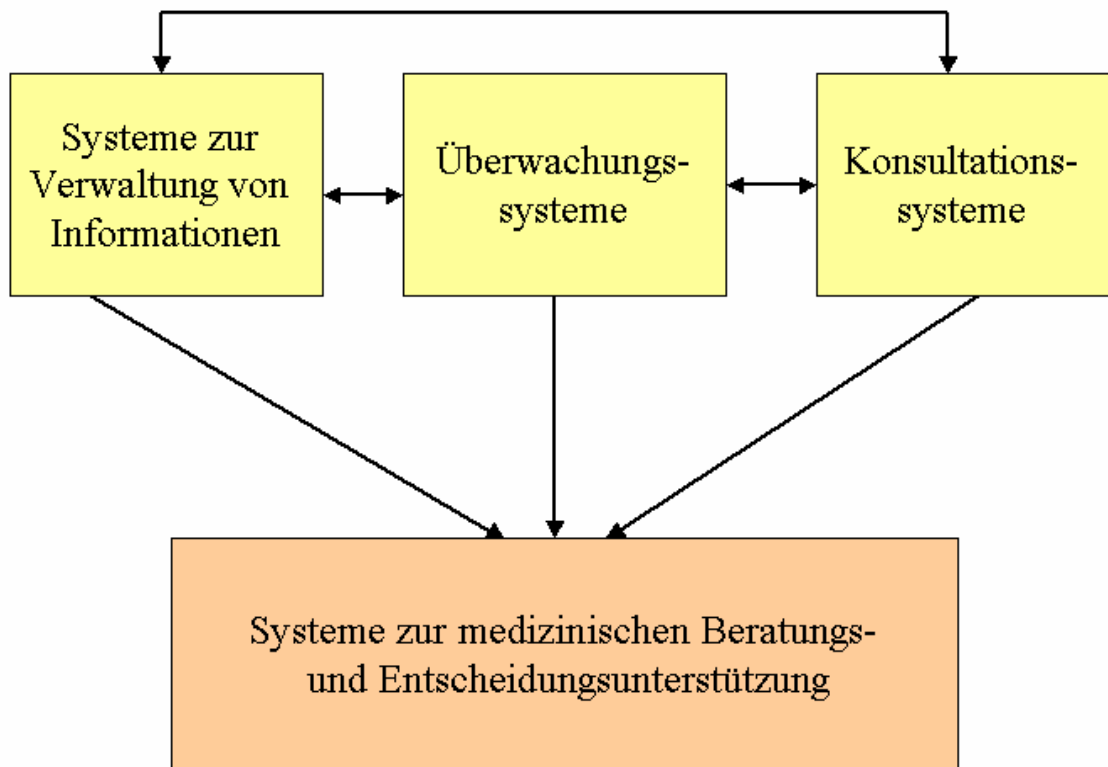 Systeme zur
Verwaltung von
Informationen
Überwachungs-
systeme
Konsultations-
systeme
Systeme zur medizinischen Beratungs-
und Entscheidungsunterstützung